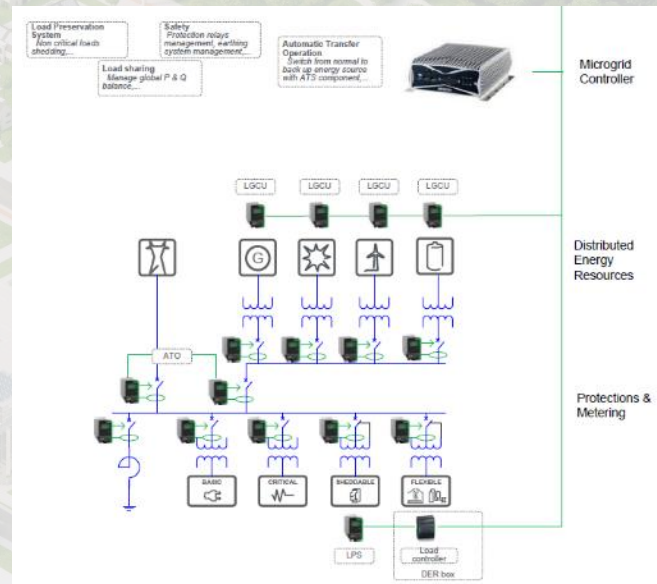 Load Preservation
System
Non critical loads
shedding,...
Safety
Protection relays
management, earthing
system management,...
Load sharing
Manage global P & Q
balance,...
Automatic Transfer
Operation
Switch from normal to
back up energy source
with ATS component,...
Microgrid
Controller
LGCU
LGCU
LGCU
LGCU
G
Distributed
Energy
Resources
ATO
Protections &
Metering
BASIC
CRITICAL
SHEDDABLE
FLEXIBLE
LPS
Load
controller
DER box